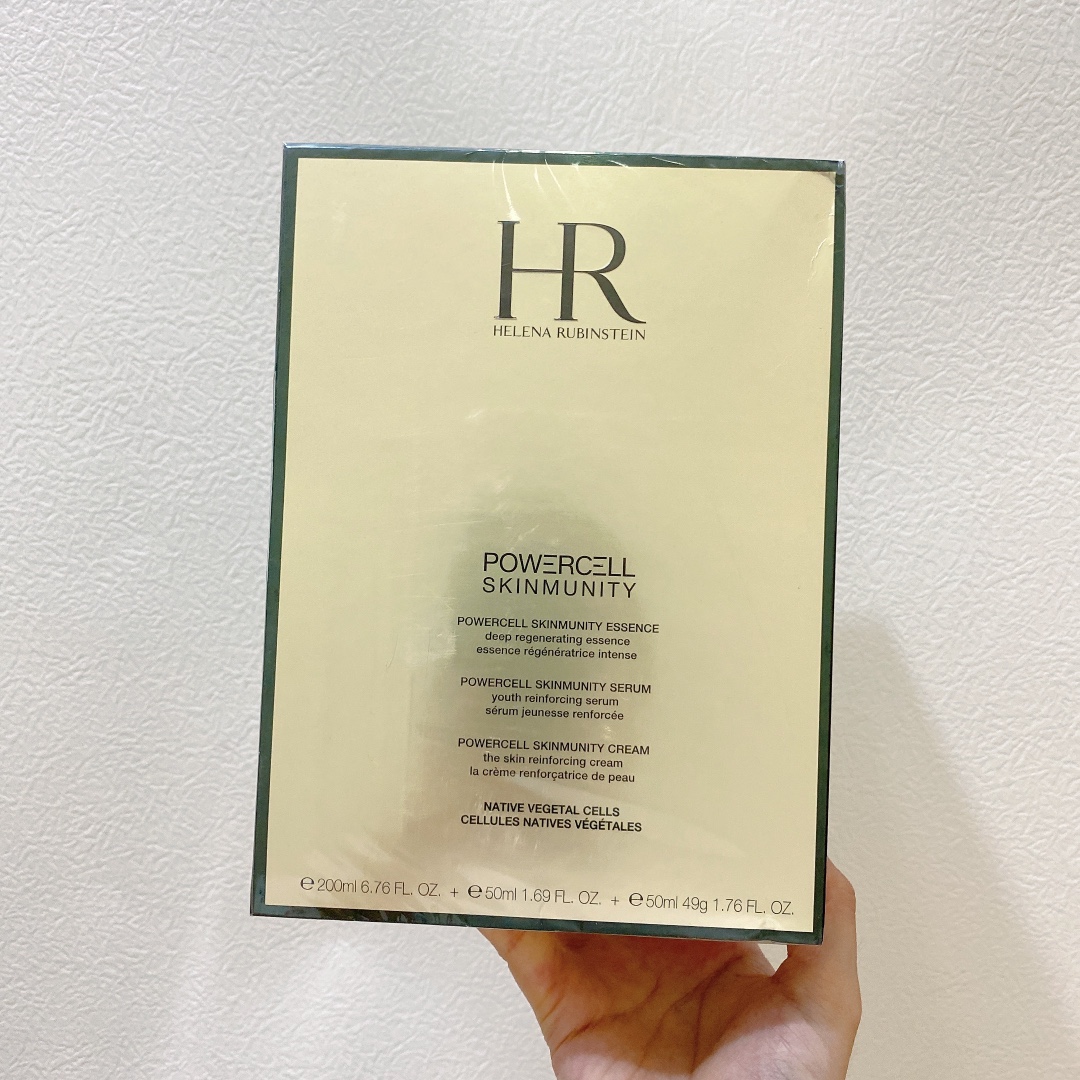 HR
HELENA RUBINSTEIN
POWERCELL
SKINMUNITY
POWERCELL SKINMUNITY ESSENCE
deep regenerating essence
essence régénératrice intense
POWERCELL SKINMUNITY SERUM
youth reinforcing serum
sérum jeunesse renforcée
POWERCELL SKINMUNITY CREAM
the skin reinforcing cream
la crème renforçatrice de peau
NATIVE VEGETAL CELLS
CELLULES NATIVES VÉGÉTALES
℮200ml 6.76 FL. OZ. + ℮50ml 1.69 FL. OZ. + ℮50ml 49g 1.76 FL. OZ.